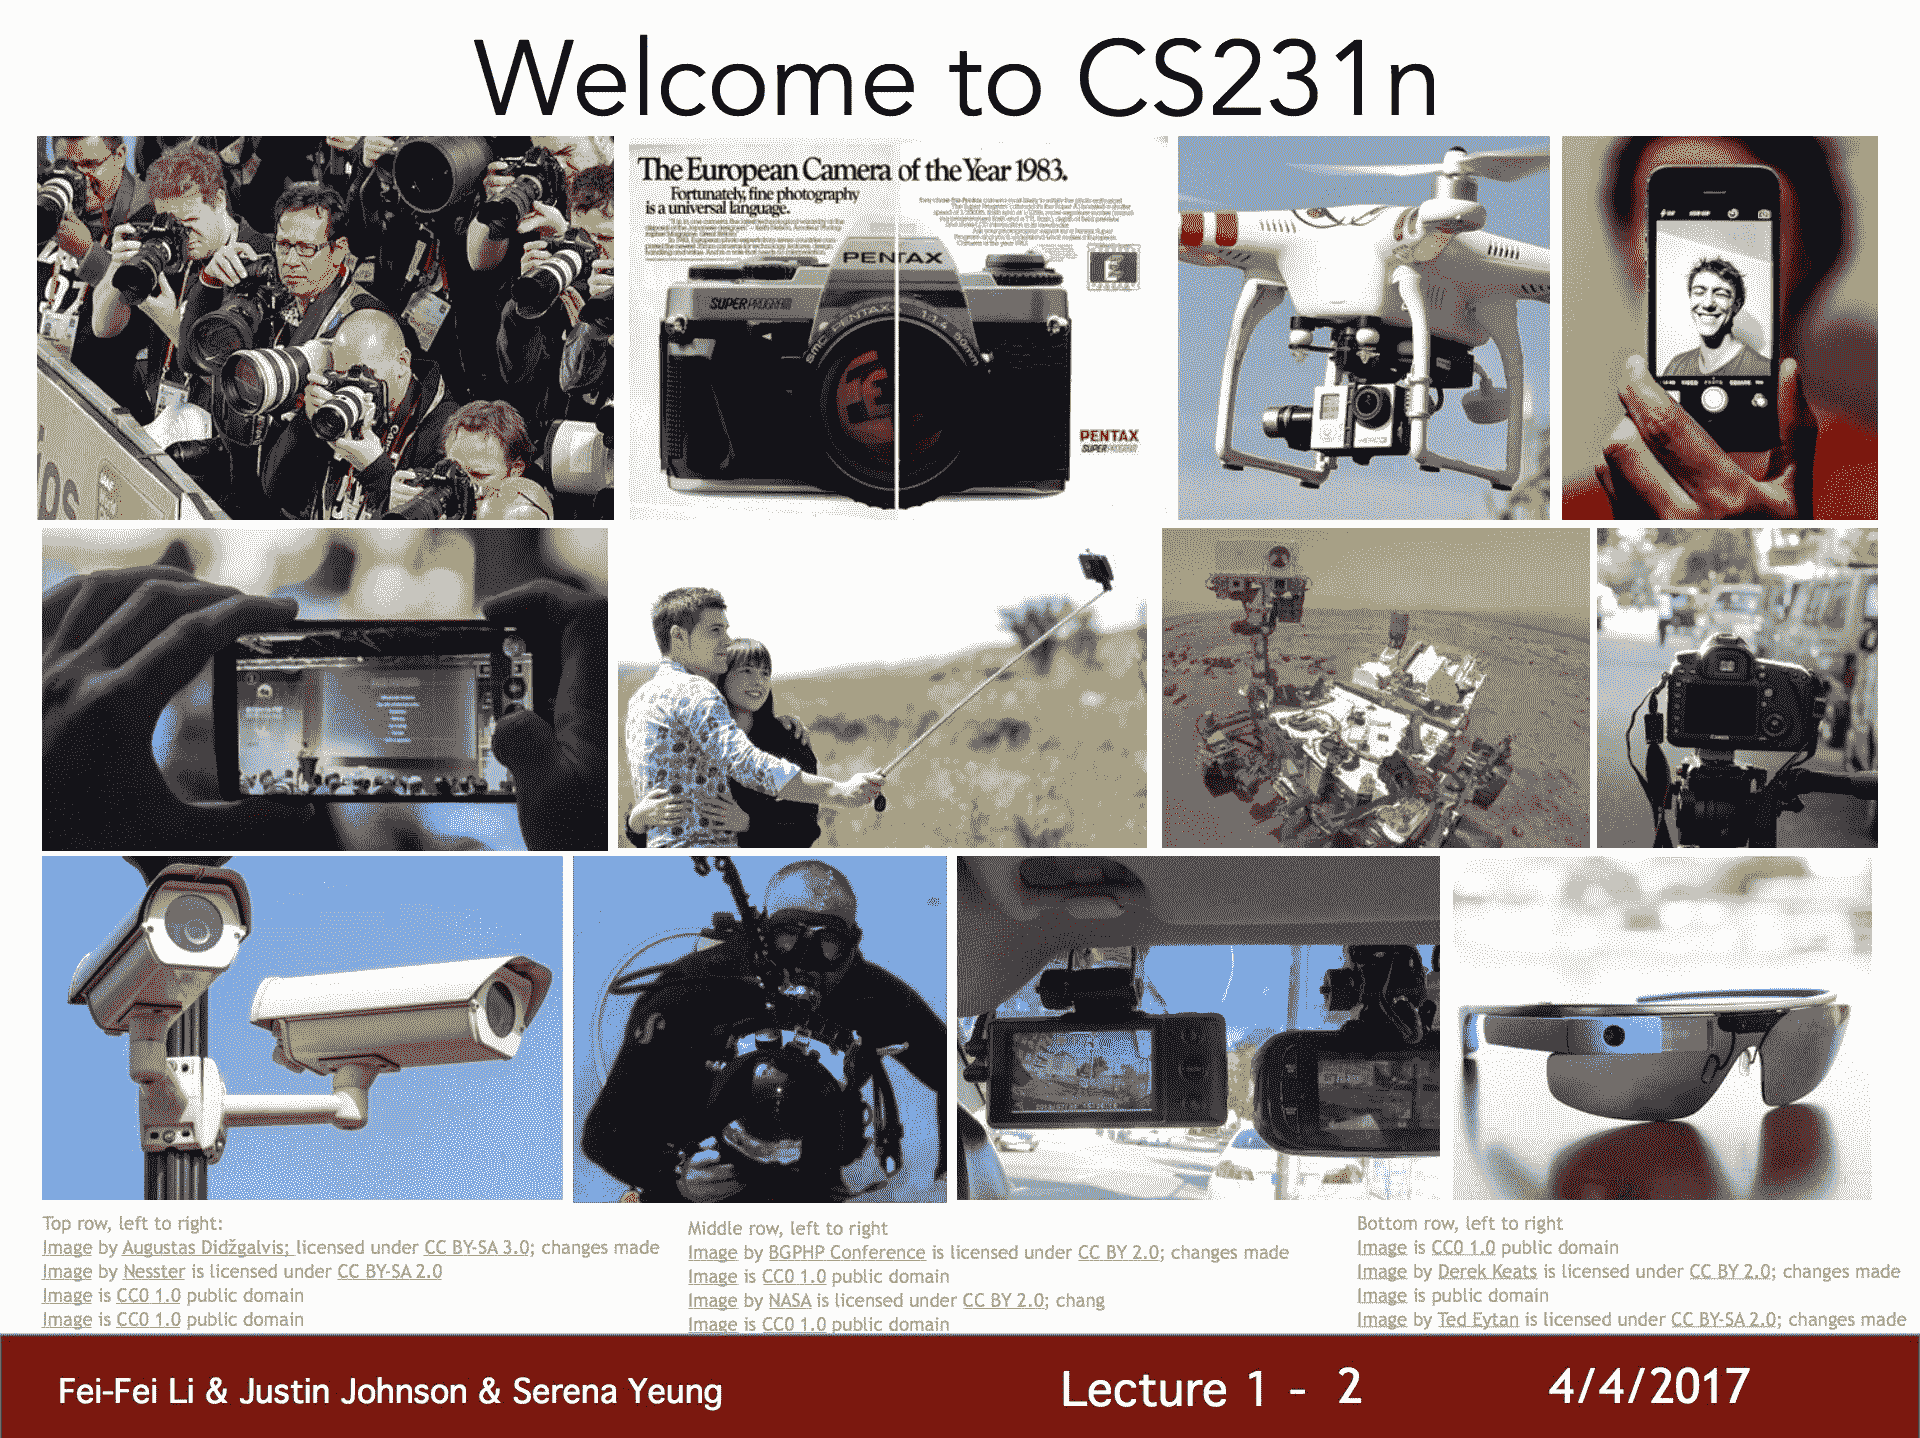 Welcome to CS231n
The European Camera of the Year 1983.
Fortunately, fine photography
is a universal language.
PENTAX
SUPER PROGRAM
SMC PENTAX 1:1.4 50mm
E
PENTAX
SUPER PROGRAM
Top row, left to right:
Image by Augustas Didžgalvis; licensed under CC BY-SA 3.0; changes made
Image by Nesster is licensed under CC BY-SA 2.0
Image is CC0 1.0 public domain
Image is CC0 1.0 public domain
Middle row, left to right
Image by BGPHP Conference is licensed under CC BY 2.0; changes made
Image is CC0 1.0 public domain
Image by NASA is licensed under CC BY 2.0; chang
Image is CC0 1.0 public domain
Bottom row, left to right
Image is CC0 1.0 public domain
Image by Derek Keats is licensed under CC BY 2.0; changes made
Image is public domain
Image by Ted Eytan is licensed under CC BY-SA 2.0; changes made
Fei-Fei Li & Justin Johnson & Serena Yeung
Lecture 1 - 2
4/4/2017